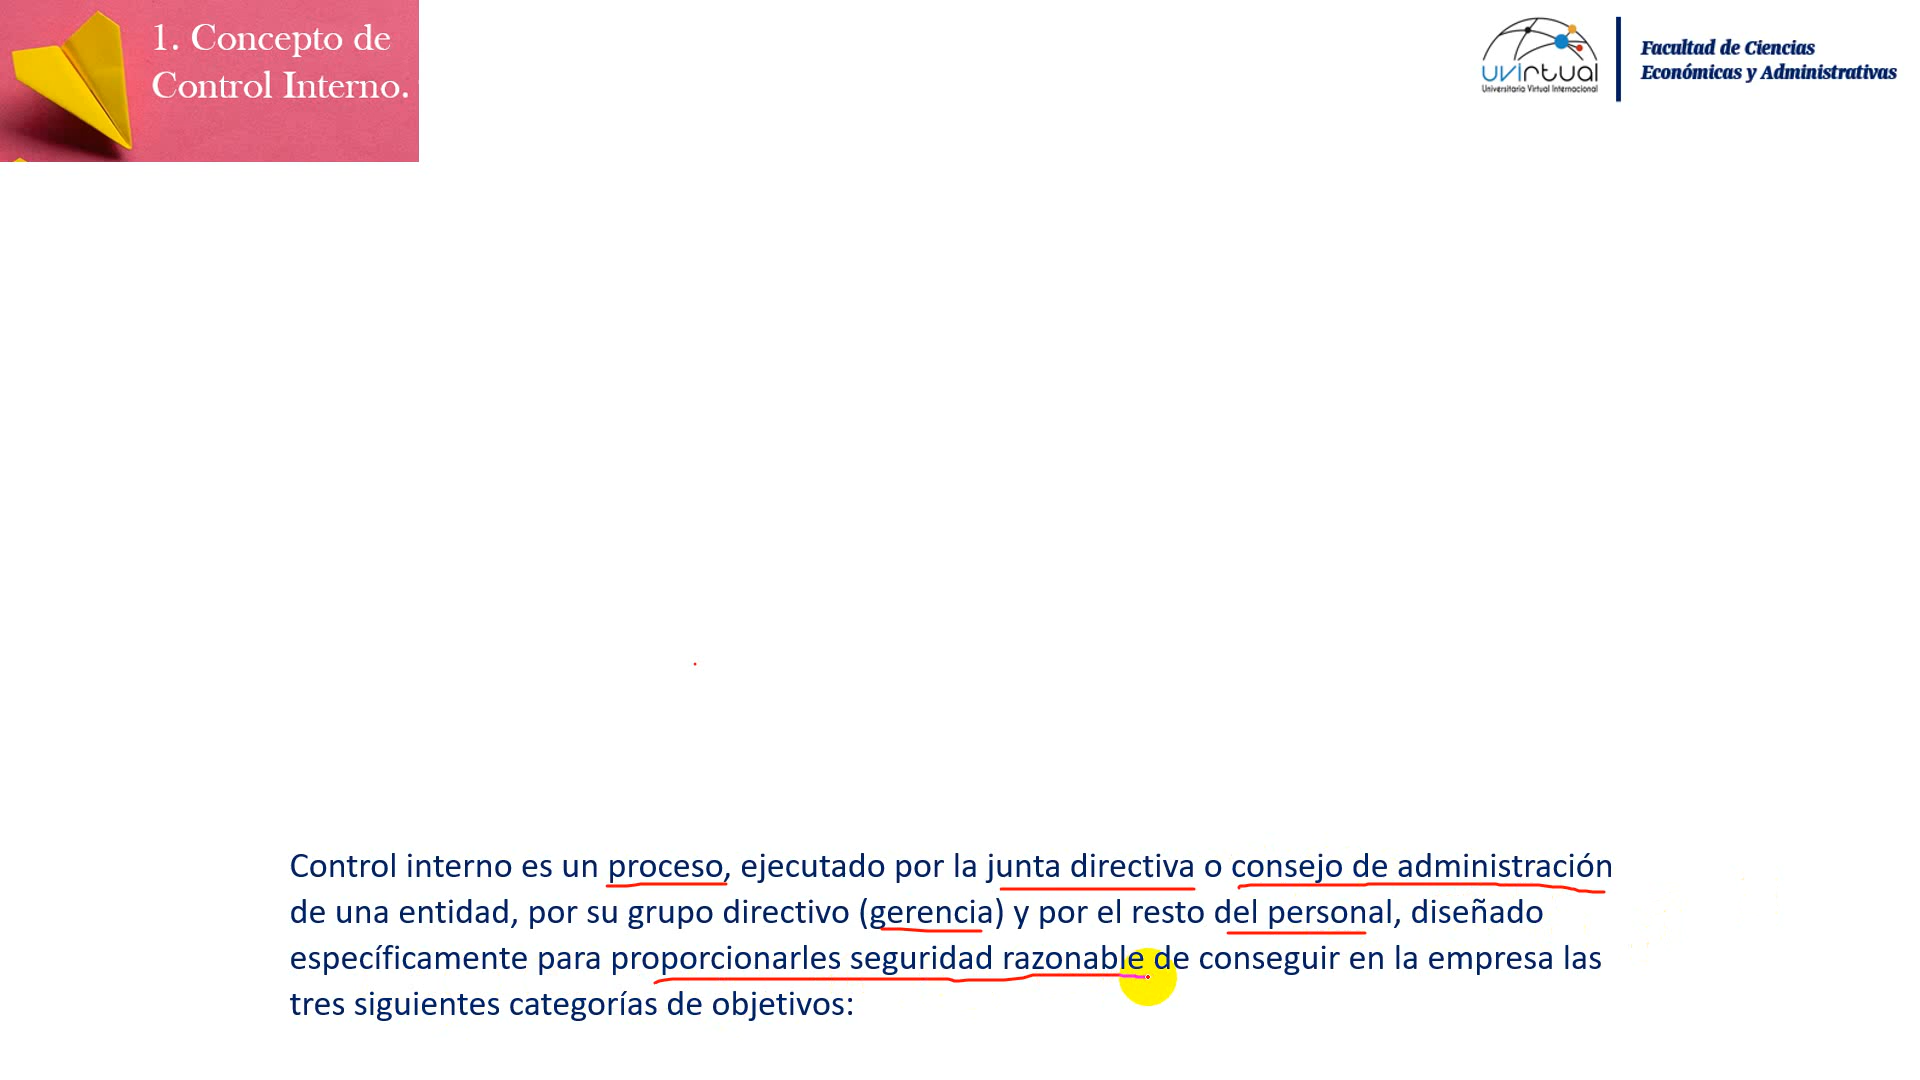 1. Concepto de
Control Interno.
uvirtual
Universitaria Virtual Internacional
Facultad de Ciencias
Económicas y Administrativas
Control interno es un proceso, ejecutado por la junta directiva o consejo de administración
de una entidad, por su grupo directivo (gerencia) y por el resto del personal, diseñado
específicamente para proporcionarles seguridad razonable de conseguir en la empresa las
tres siguientes categorías de objetivos: